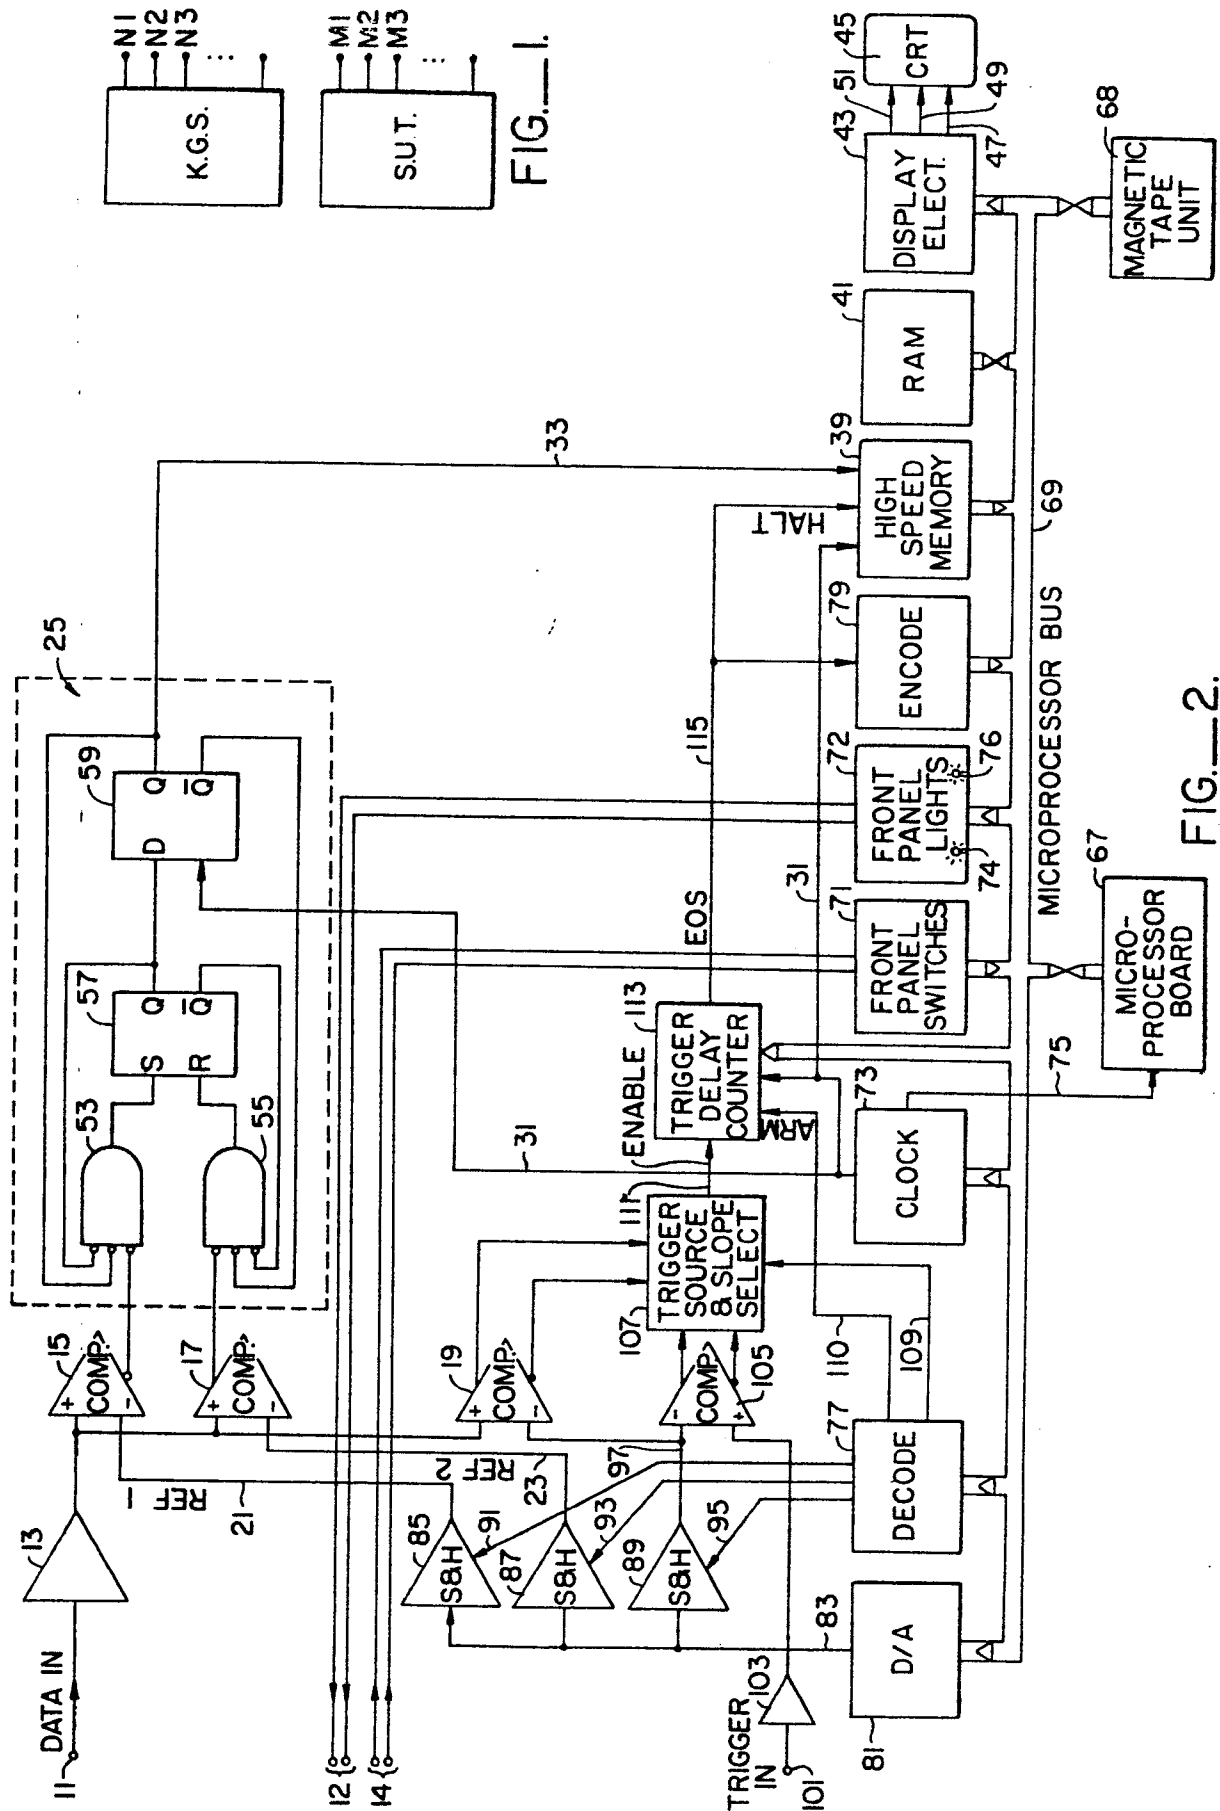 K.G.S.
N1
N2
N3
S.U.T.
M1
M2
M3
FIG._1.
DATA IN
11
13
REF 1
21
15
+
COMP.>
-
17
+
COMP.>
-
25
53
55
57
S
R
Q
Q̅
59
D
Q
Q̅
33
12
14
85
S&H
91
87
S&H
93
89
S&H
95
REF 2
23
97
19
+
COMP.>
-
105
-
COMP.>
+
107
TRIGGER
SOURCE
& SLOPE
SELECT
111
ENABLE
31
113
TRIGGER
DELAY
COUNTER
ARM
EOS
115
31
HALT
TRIGGER
IN
101
103
83
110
109
81
D/A
77
DECODE
73
CLOCK
75
71
FRONT
PANEL
SWITCHES
72
FRONT
PANEL
LIGHTS
74
76
79
ENCODE
39
HIGH
SPEED
MEMORY
41
RAM
43
DISPLAY
ELECT.
51
49
47
45
CRT
67
MICRO-
PROCESSOR
BOARD
MICROPROCESSOR BUS
69
68
MAGNETIC
TAPE
UNIT
FIG._2.